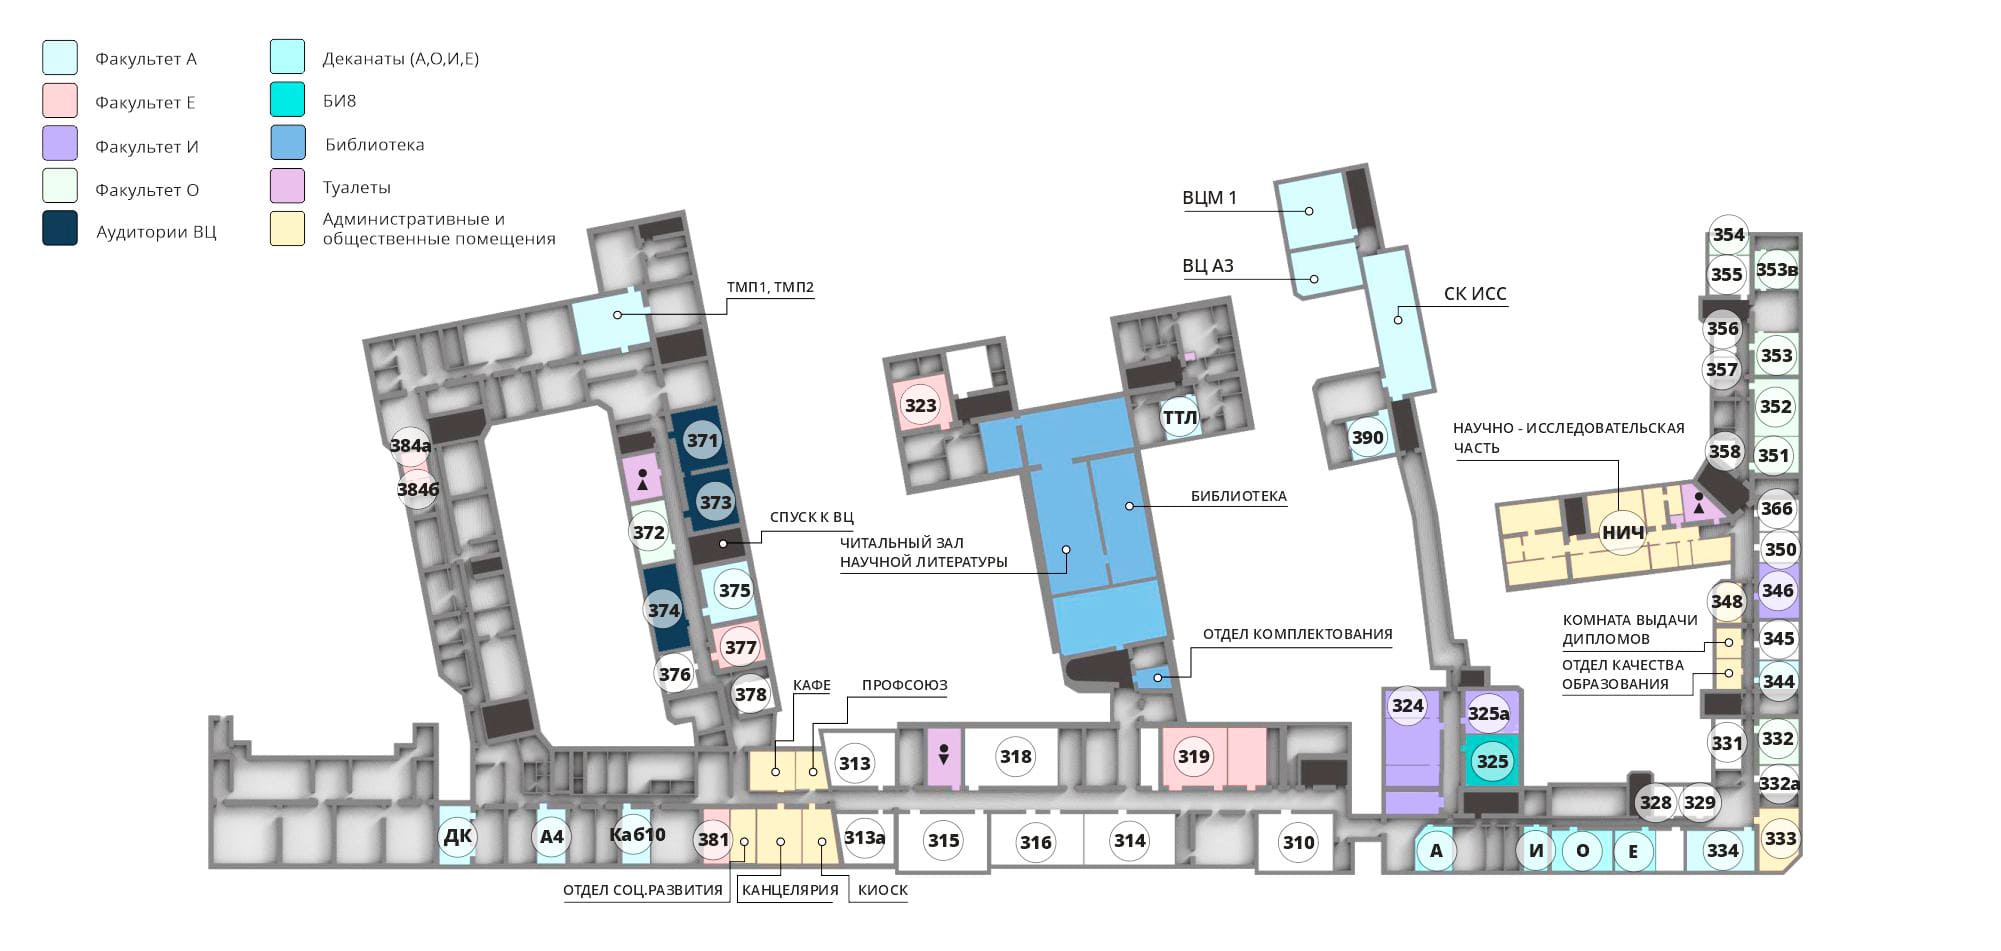 Факультет А
Факультет Е
Факультет И
Факультет О
Аудитории ВЦ
Деканаты (А,О,И,Е)
БИ8
Библиотека
Туалеты
Административные и
общественные помещения
ТМП1, ТМП2
384а
384б
371
373
372
СПУСК К ВЦ
374
375
377
376
378
КАФЕ
ПРОФСОЮЗ
ДК
А4
Каб10
381
ОТДЕЛ СОЦ.РАЗВИТИЯ
КАНЦЕЛЯРИЯ
КИОСК
313
313а
315
318
316
314
319
310
323
ТТЛ
ЧИТАЛЬНЫЙ ЗАЛ
НАУЧНОЙ ЛИТЕРАТУРЫ
БИБЛИОТЕКА
ОТДЕЛ КОМПЛЕКТОВАНИЯ
ВЦМ 1
ВЦ А3
СК ИСС
390
324
325а
325
А
И
О
Е
334
333
328
329
331
332а
332
344
345
346
348
КОМНАТА ВЫДАЧИ
ДИПЛОМОВ
ОТДЕЛ КАЧЕСТВА
ОБРАЗОВАНИЯ
НАУЧНО - ИССЛЕДОВАТЕЛЬСКАЯ
ЧАСТЬ
НИЧ
350
366
358
351
352
357
353
356
355
353в
354